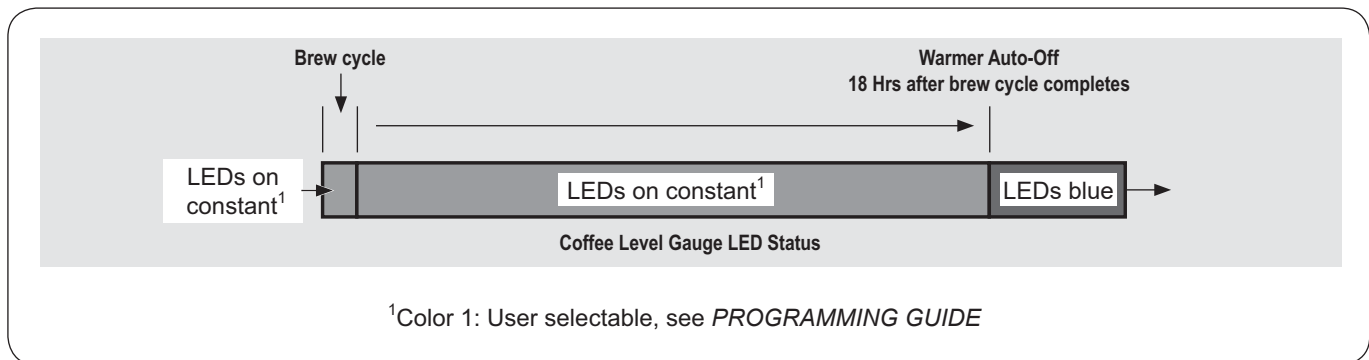 Brew cycle
Warmer Auto-Off
18 Hrs after brew cycle completes
LEDs on
constant¹
LEDs on constant¹
LEDs blue
Coffee Level Gauge LED Status
¹Color 1: User selectable, see PROGRAMMING GUIDE